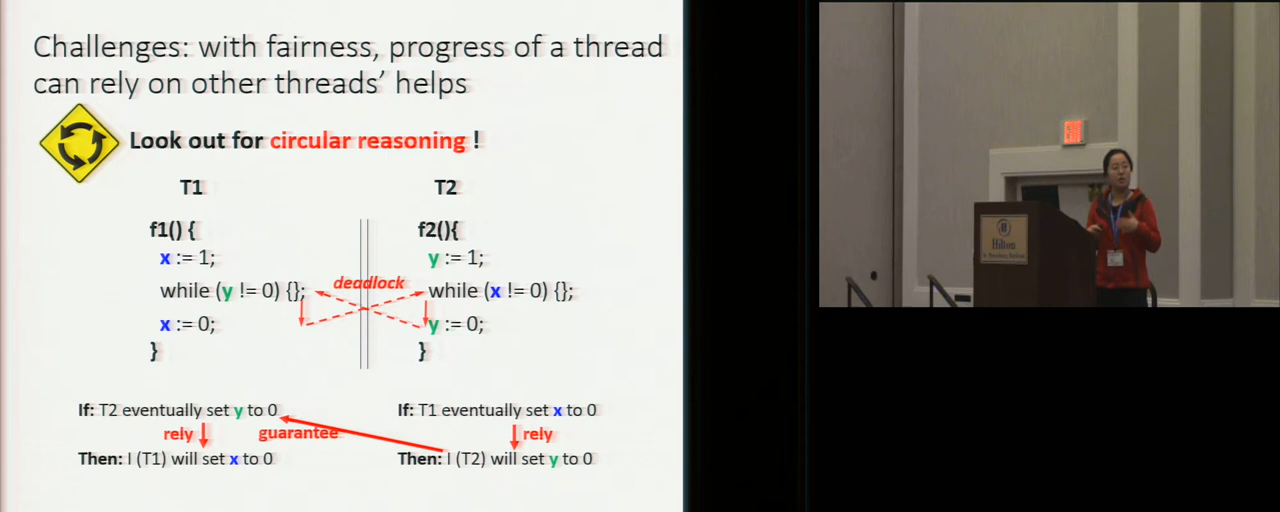 Challenges: with fairness, progress of a thread
can rely on other threads' helps
Look out for circular reasoning !
T1 T2
f1() { f2(){
x := 1; y := 1;
deadlock
while (y != 0) {}; while (x != 0) {};
x := 0; y := 0;
} }
If: T2 eventually set y to 0 If: T1 eventually set x to 0
rely guarantee rely
Then: I (T1) will set x to 0 Then: I (T2) will set y to 0
Hilton